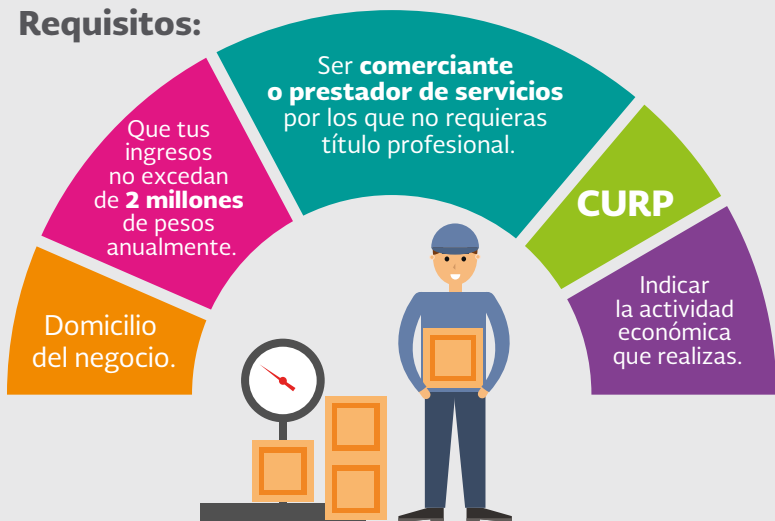 Requisitos:
Domicilio
del negocio.
Que tus
ingresos
no excedan
de 2 millones
de pesos
anualmente.
Ser comerciante
o prestador de servicios
por los que no requieras
título profesional.
CURP
Indicar
la actividad
económica
que realizas.